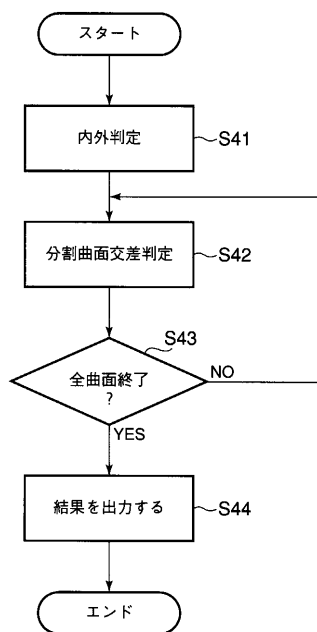 スタート
内外判定
S41
分割曲面交差判定
S42
S43
全曲面終了
?
NO
YES
結果を出力する
S44
エンド